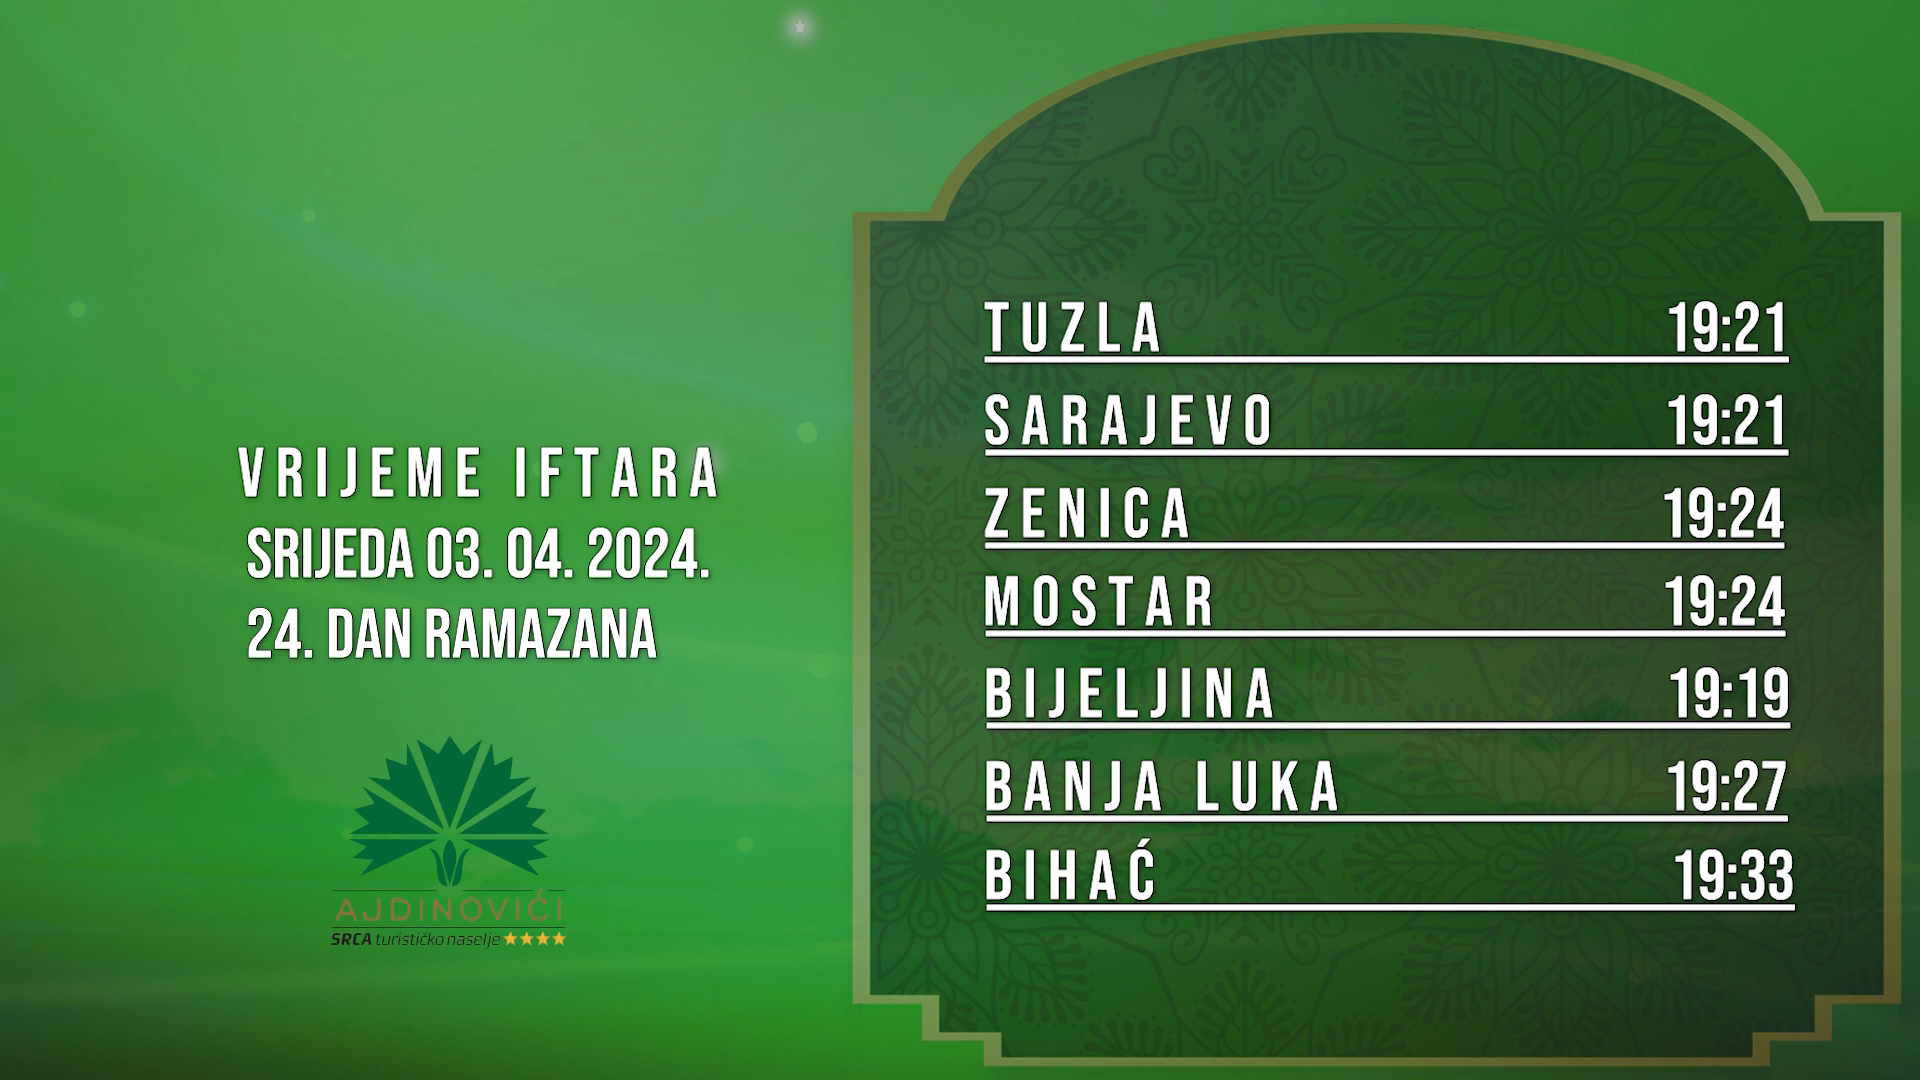 VRIJEME IFTARA
SRIJEDA 03. 04. 2024.
24. DAN RAMAZANA
AJDINOVIĆI
SRCA turističko naselje
TUZLA 19:21
SARAJEVO 19:21
ZENICA 19:24
MOSTAR 19:24
BIJELJINA 19:19
BANJA LUKA 19:27
BIHAĆ 19:33